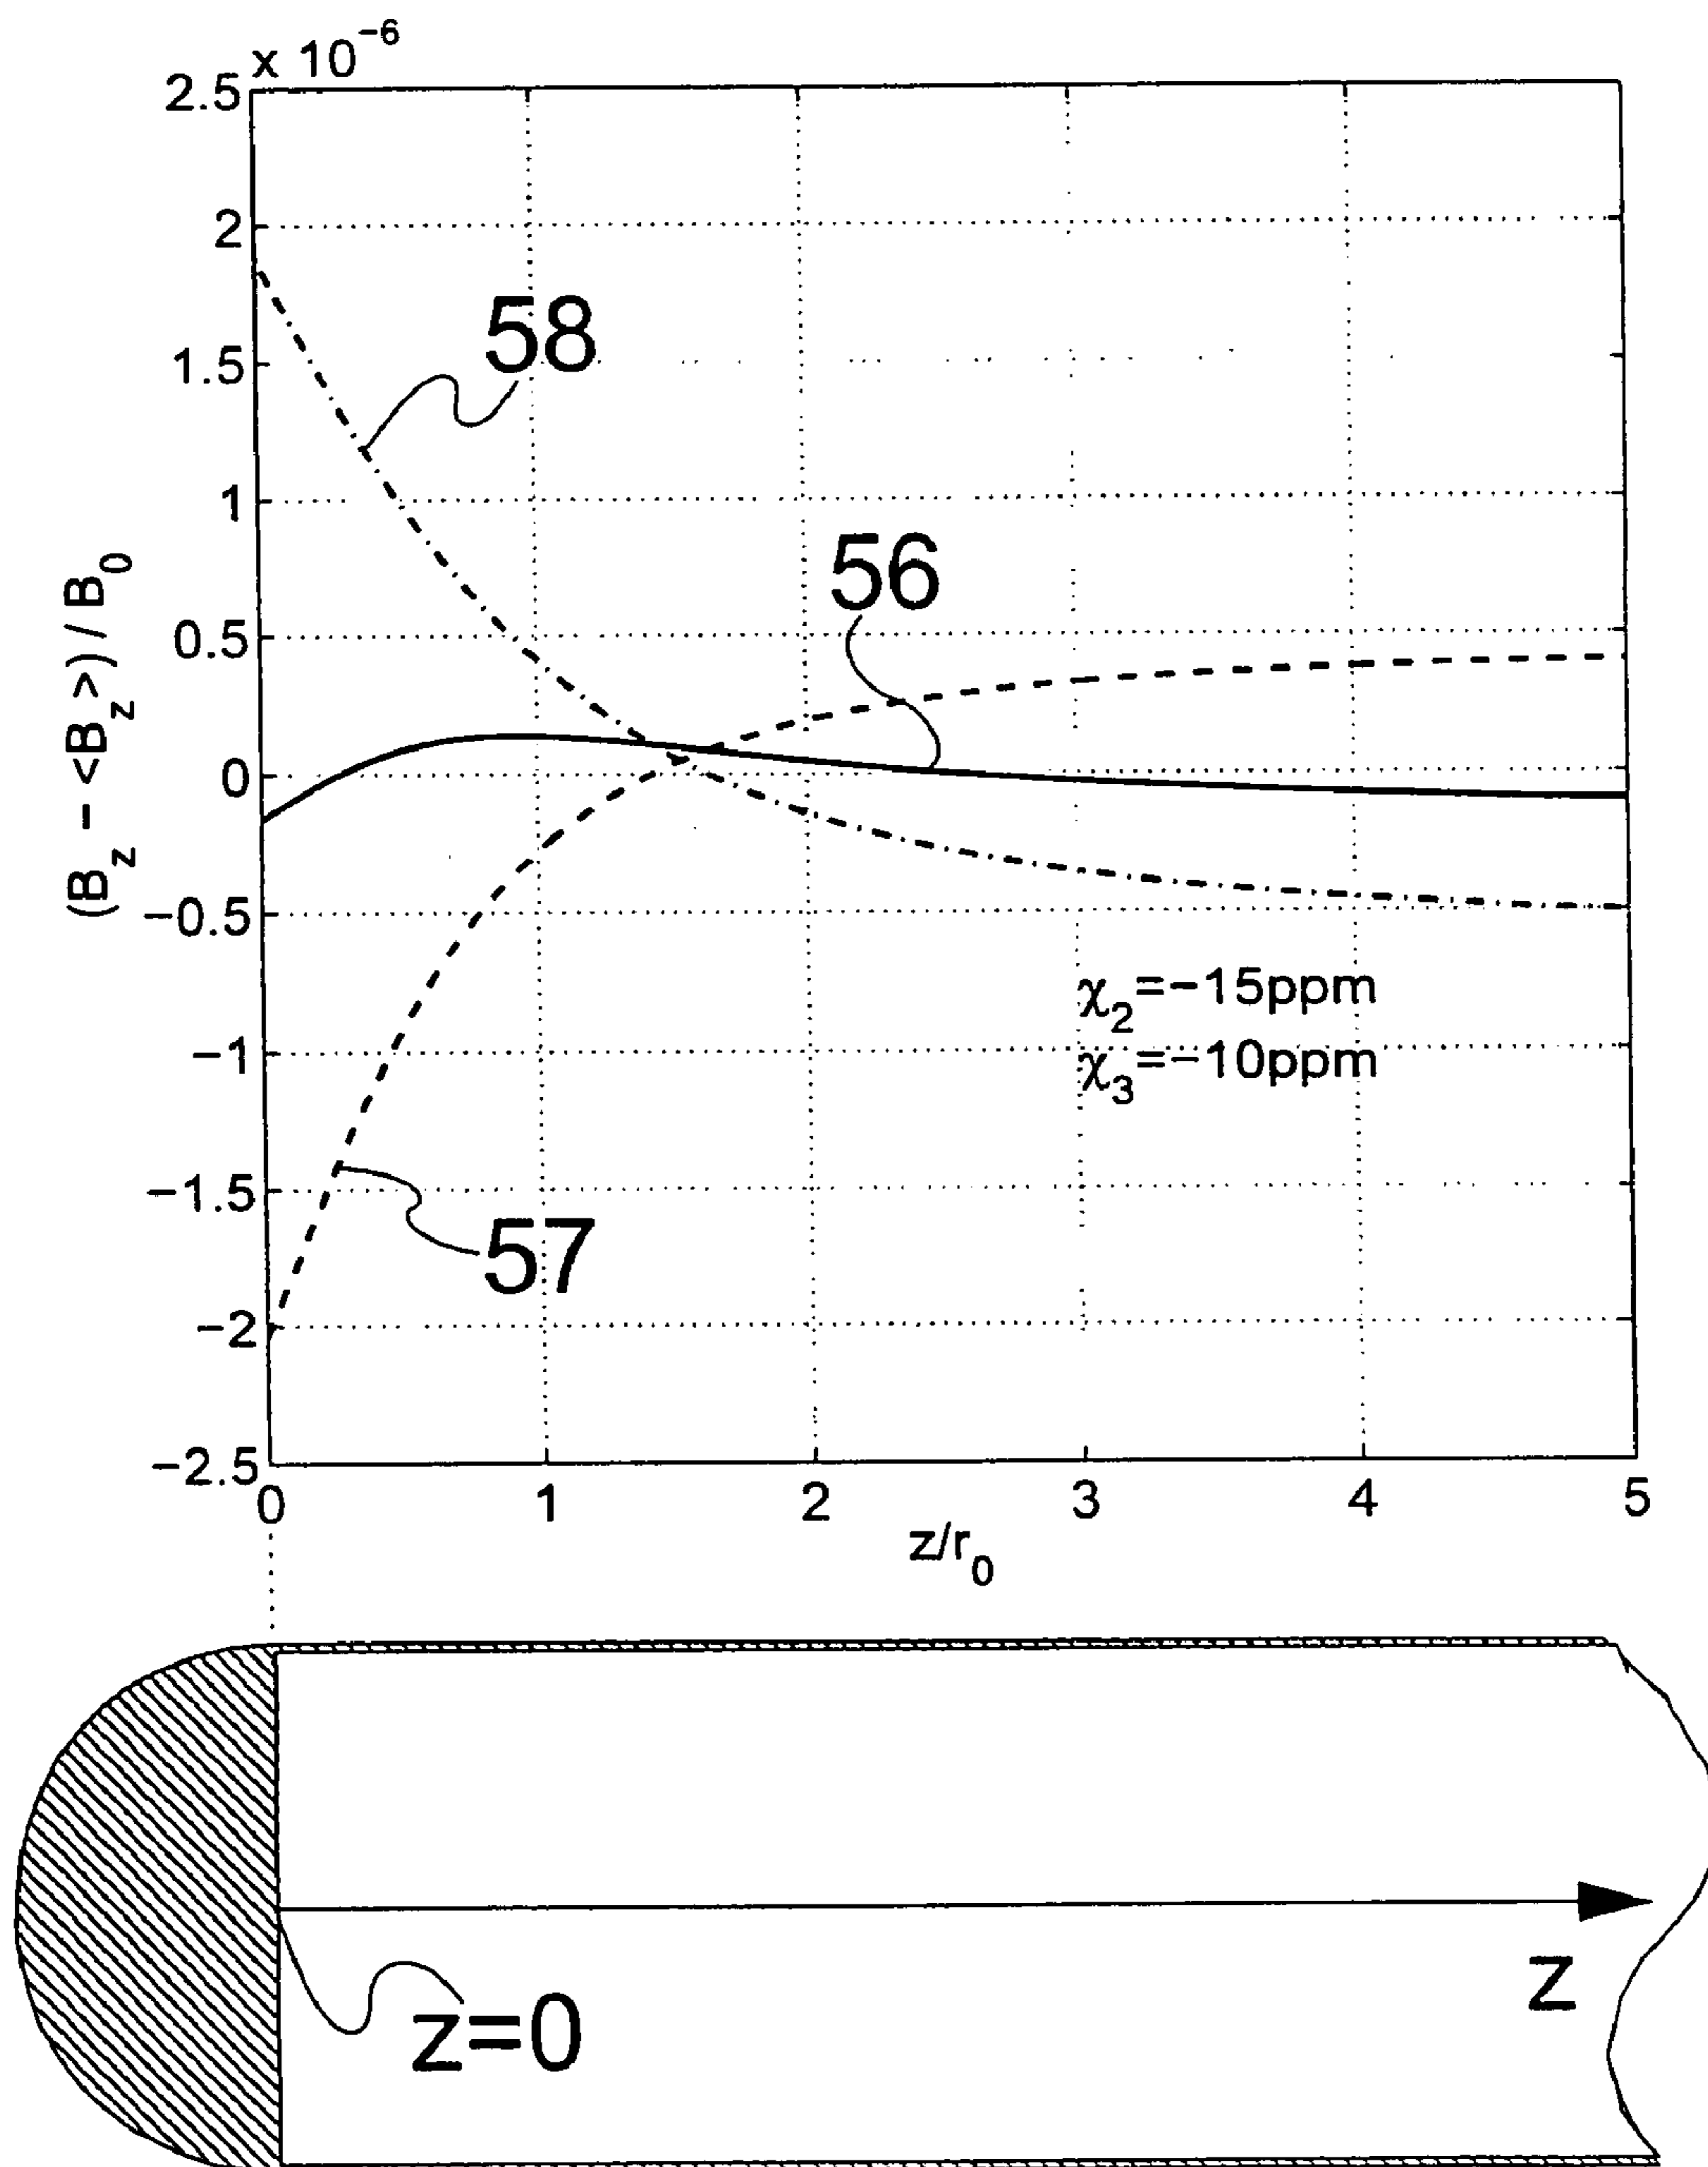 x 10⁻⁶
2.5
2
1.5
1
0.5
0
−0.5
−1
−1.5
−2
−2.5
(B_z − <B_z>) / B_0
58
56
57
χ_2=−15ppm
χ_3=−10ppm
0 1 2 3 4 5
z/r_0
z=0
z